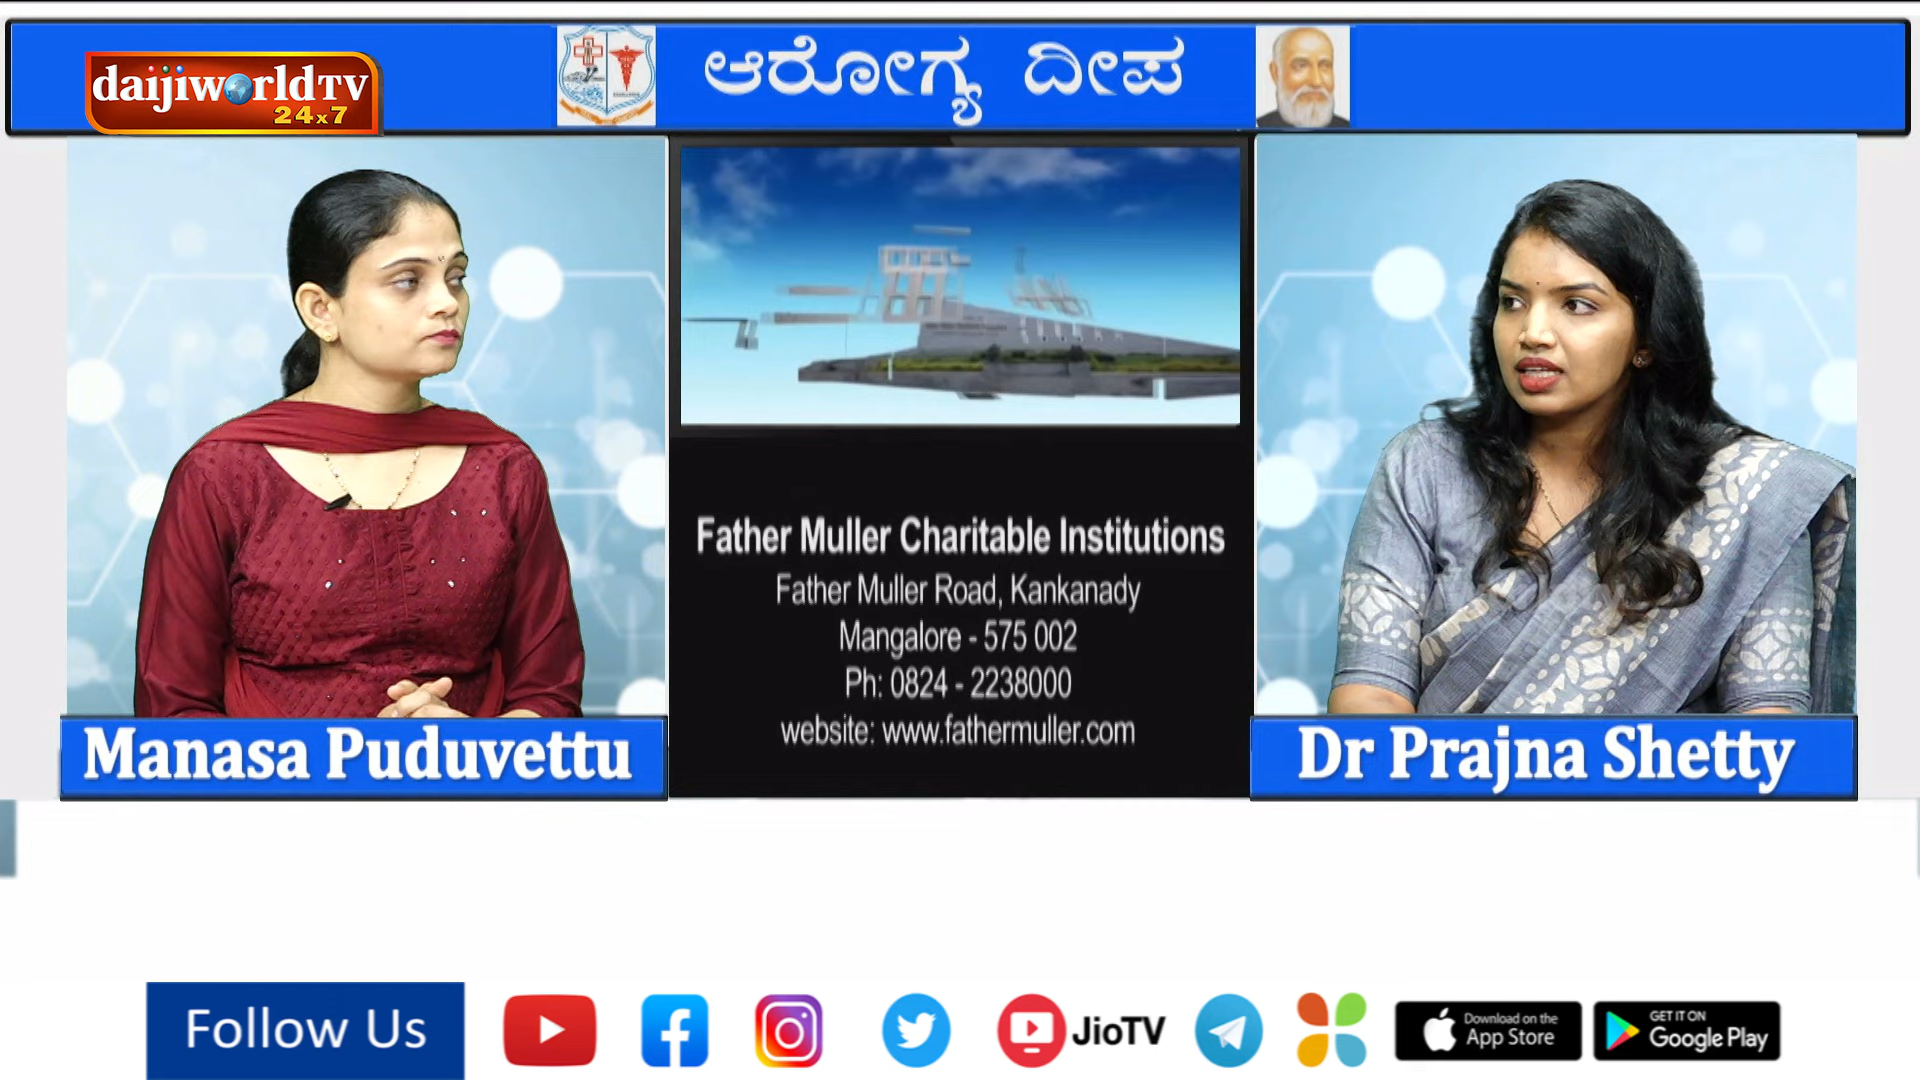 daijiworldTV
24x7
ಆರೋಗ್ಯ ದೀಪ
Father Muller Charitable Institutions
Father Muller Road, Kankanady
Mangalore - 575 002
Ph: 0824 - 2238000
website: www.fathermuller.com
Manasa Puduvettu
Dr Prajna Shetty
Follow Us
JioTV
Download on the
App Store
GET IT ON
Google Play